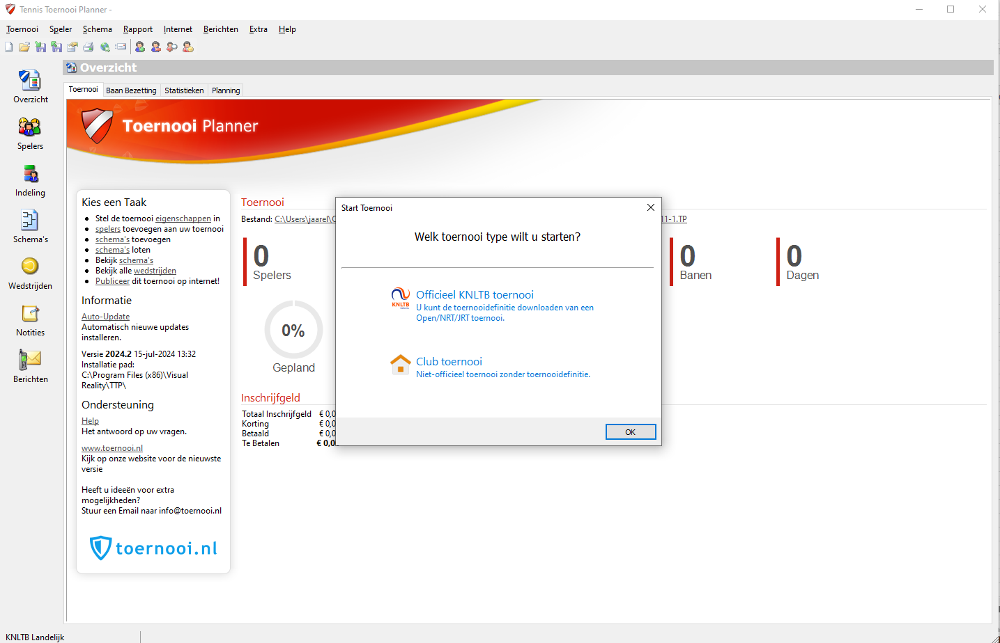 Tennis Toernooi Planner -
Toernooi Speler Schema Rapport Internet Berichten Extra Help
Overzicht
Overzicht
Spelers
Indeling
Schema's
Wedstrijden
Notities
Berichten
Toernooi Baan Bezetting Statistieken Planning
Toernooi Planner
Kies een Taak
Stel de toernooi eigenschappen in
spelers toevoegen aan uw toernooi
schema's toevoegen
schema's loten
Bekijk schema's
Bekijk alle wedstrijden
Publiceer dit toernooi op internet!
Informatie
Auto-Update
Automatisch nieuwe updates
installeren.
Versie 2024.2 15-jul-2024 13:32
Installatie pad:
C:\Program Files (x86)\Visual
Reality\TTP\
Ondersteuning
Help
Het antwoord op uw vragen.
www.toernooi.nl
Kijk op onze website voor de nieuwste
versie
Heeft u ideeën voor extra
mogelijkheden?
Stuur een Email naar info@toernooi.nl
toernooi.nl
Toernooi
Bestand: C:\Users\jaarel\ 11-1.TP
0
Spelers
0
Banen
0
Dagen
0%
Gepland
Inschrijfgeld
Totaal Inschrijfgeld € 0,0
Korting € 0,0
Betaald € 0,0
Te Betalen € 0,0
Start Toernooi
Welk toernooi type wilt u starten?
KNLTB
Officieel KNLTB toernooi
U kunt de toernooidefinitie downloaden van een
Open/NRT/JRT toernooi.
Club toernooi
Niet-officieel toernooi zonder toernooidefinitie.
OK
KNLTB Landelijk